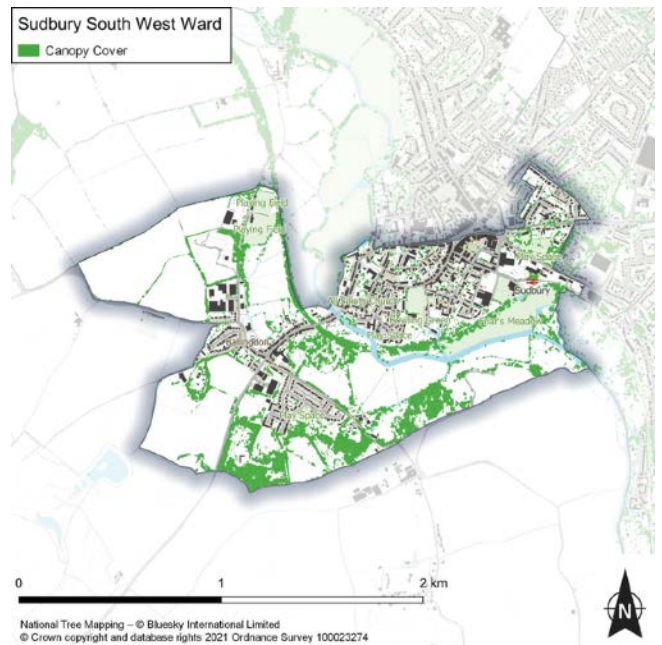 Sudbury South West Ward
Canopy Cover
Playing Field
Playing Field
Sudbury
0
1
2 km
National Tree Mapping – © Bluesky International Limited
© Crown copyright and database rights 2021 Ordnance Survey 100023274
N